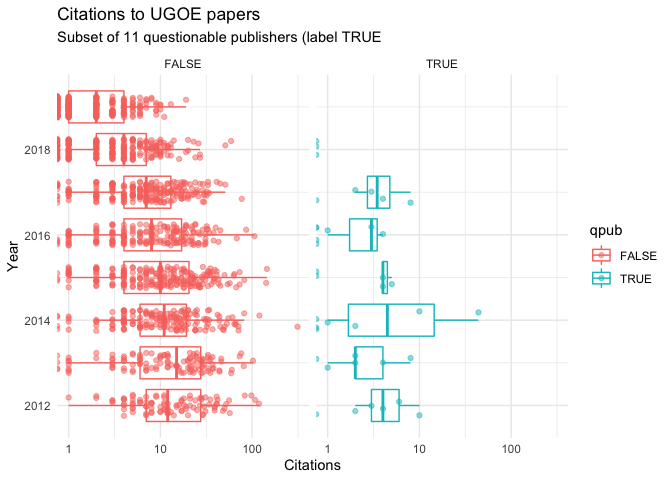 Citations to UGOE papers
Subset of 11 questionable publishers (label TRUE
FALSE TRUE
2018
2016
2014
2012
Year
1 10 100 1 10 100
Citations
qpub
FALSE
TRUE